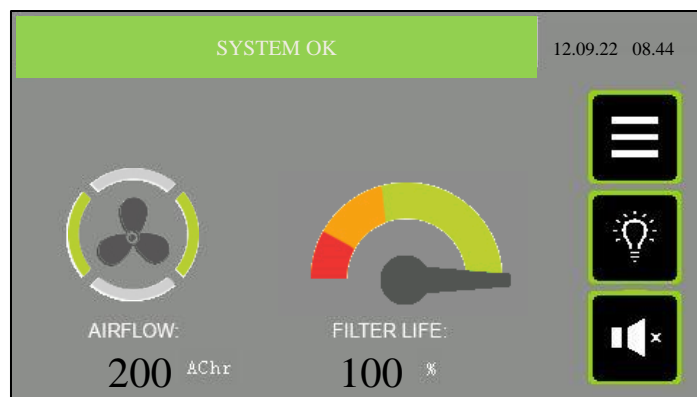 SYSTEM OK
12.09.22 08.44
AIRFLOW:
200 AChr
FILTER LIFE:
100 %